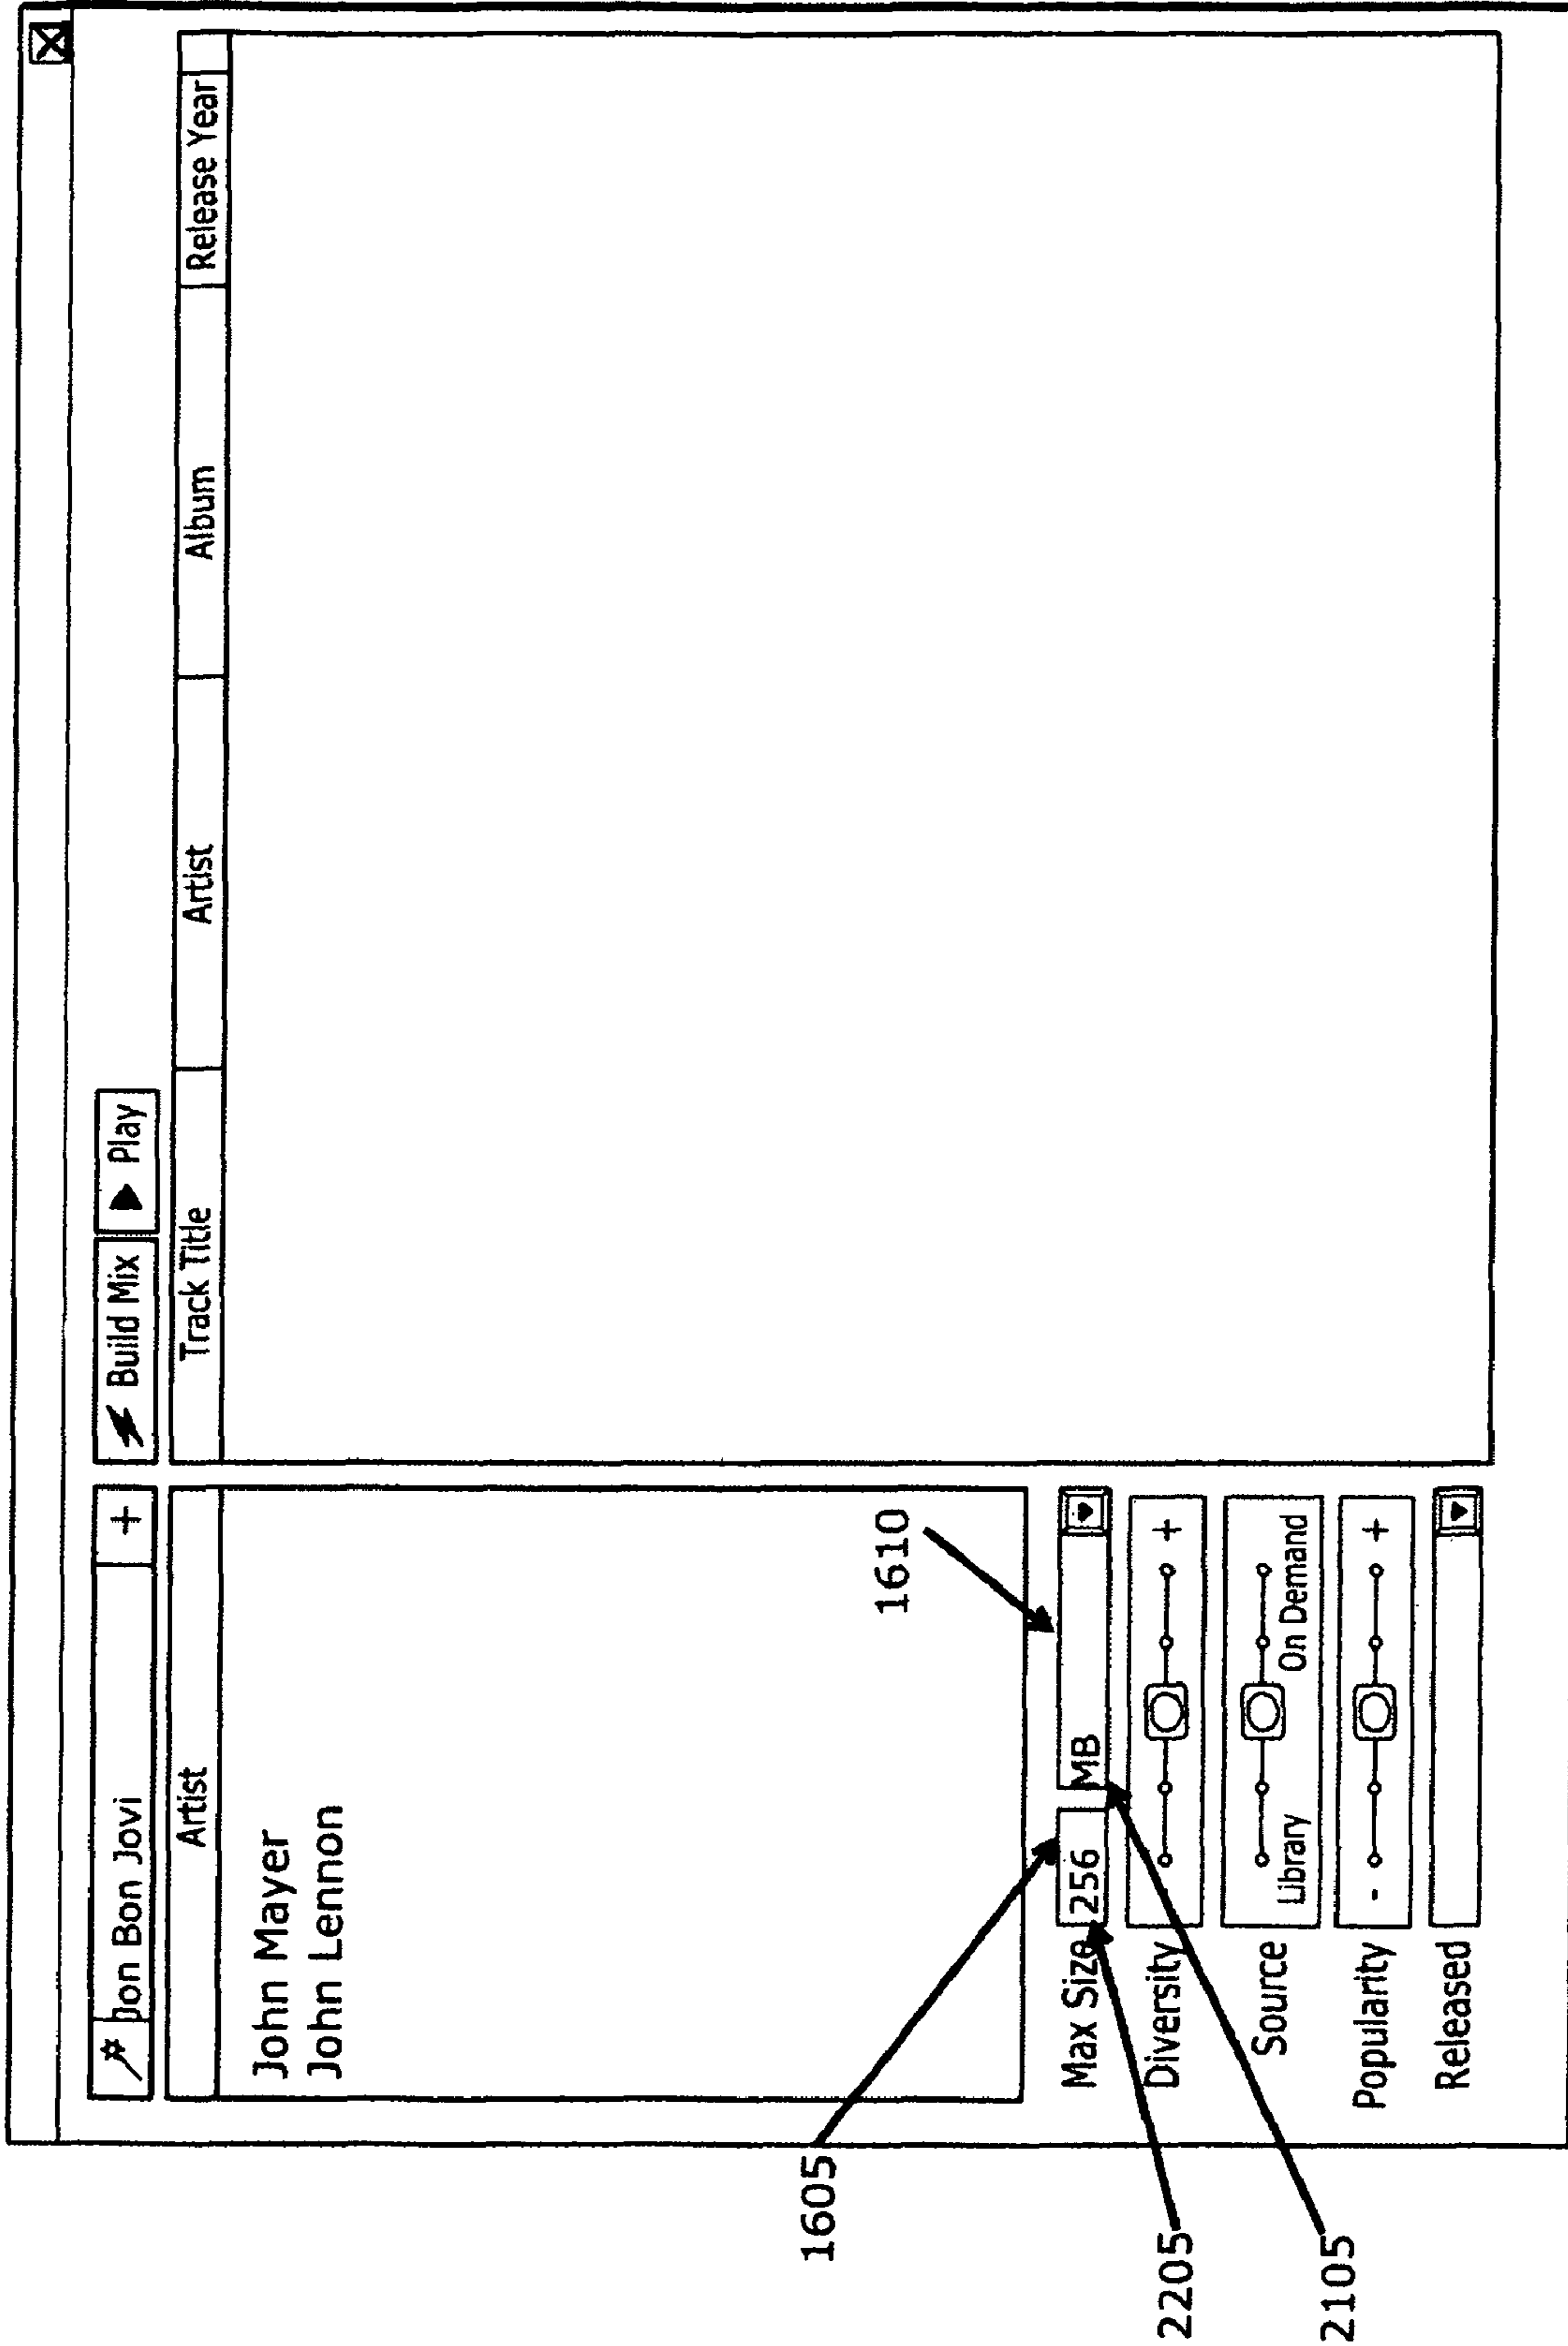 Jon Bon Jovi +
Build Mix Play
Artist
Track Title Artist Album Release Year
John Mayer
John Lennon
1605
1610
Max Size 256 MB
2205
Diversity - +
2105
Source Library On Demand
Popularity - +
Released